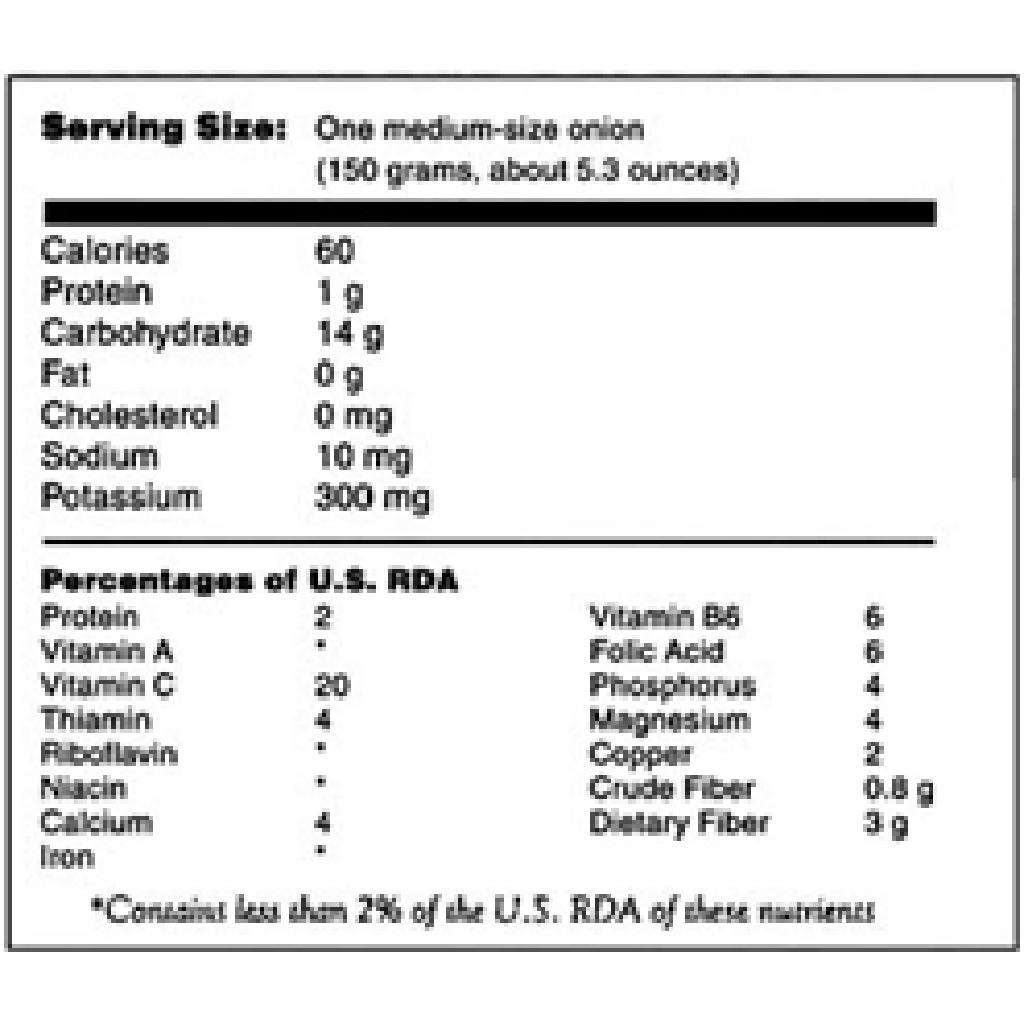 Serving Size: One medium-size onion
(150 grams, about 5.3 ounces)
Calories 60
Protein 1 g
Carbohydrate 14 g
Fat 0 g
Cholesterol 0 mg
Sodium 10 mg
Potassium 300 mg
Percentages of U.S. RDA
Protein 2 Vitamin B6 6
Vitamin A * Folic Acid 6
Vitamin C 20 Phosphorus 4
Thiamin 4 Magnesium 4
Riboflavin * Copper 2
Niacin * Crude Fiber 0.8 g
Calcium 4 Dietary Fiber 3 g
Iron *
*Contains less than 2% of the U.S. RDA of these nutrients